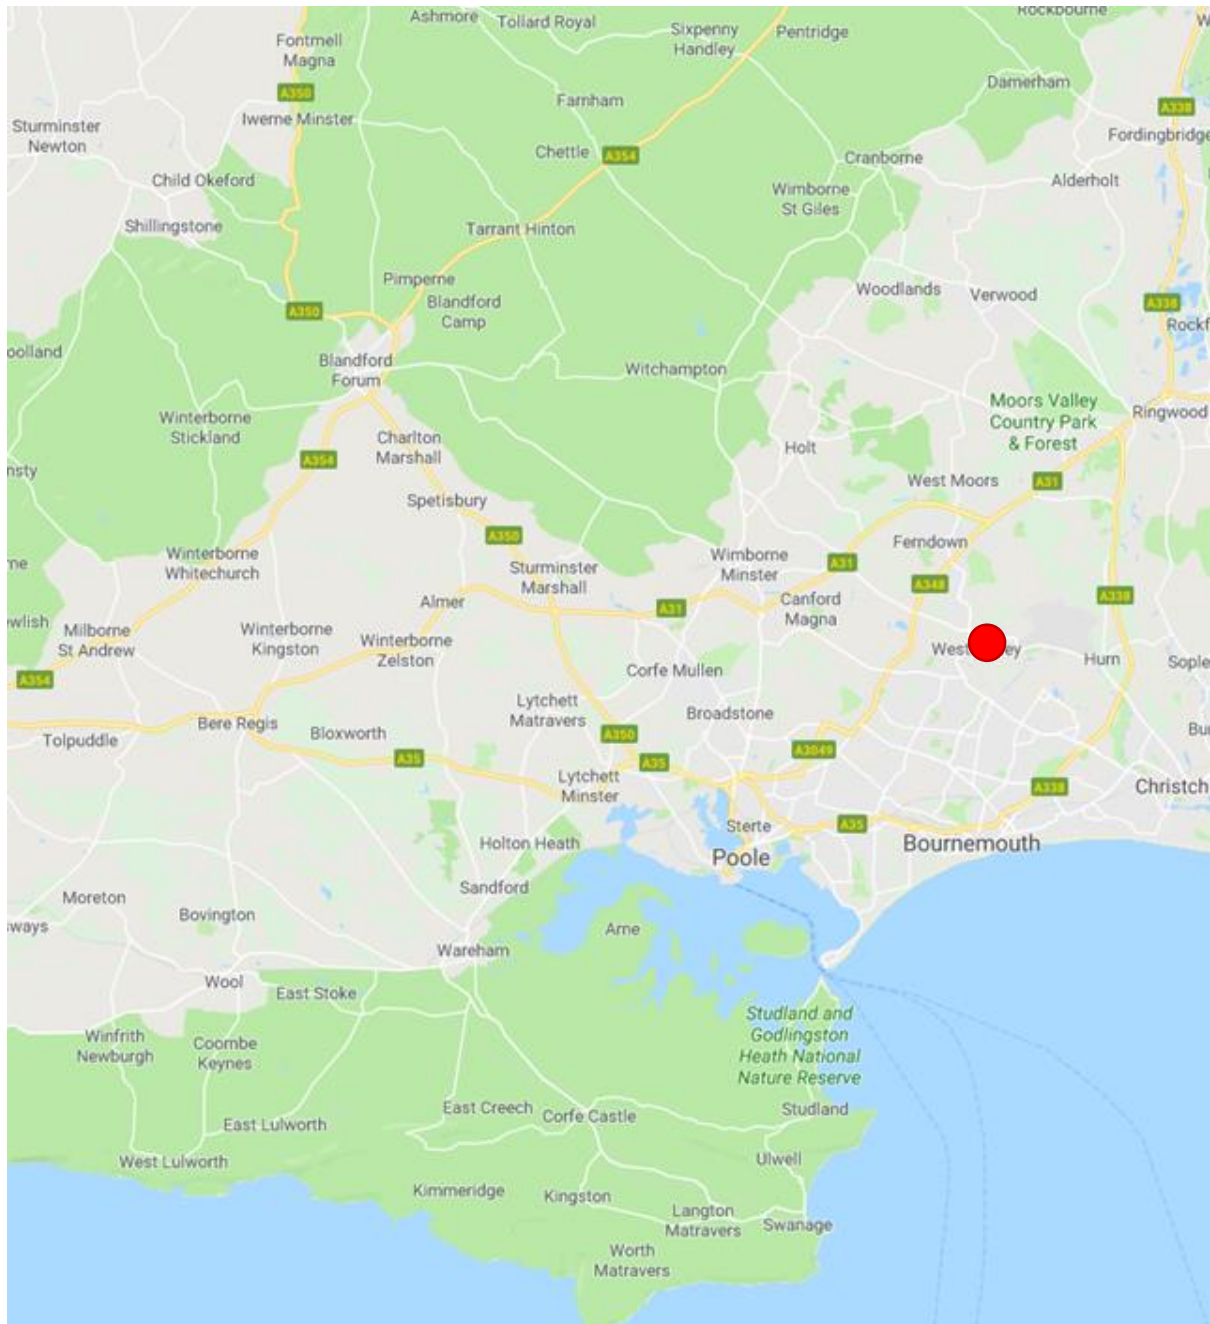 Ashmore
Tollard Royal
Sixpenny
Handley
Pentridge
Rockbourne
Fontmell
Magna
Damerham
A350
Farnham
A338
Iwerne Minster
Sturminster
Newton
Fordingbridge
Chettle
A354
Cranborne
Child Okeford
Wimborne
St Giles
Alderholt
Shillingstone
Tarrant Hinton
Pimperne
Blandford
Camp
Woodlands
Verwood
A338
A350
Rockf
oolland
Blandford
Forum
Witchampton
Moors Valley
Country Park
& Forest
Ringwood
Winterborne
Stickland
Charlton
Marshall
Holt
A354
nsty
West Moors
A31
Spetisbury
A350
Ferndown
Winterborne
Whitechurch
Sturminster
Marshall
Wimborne
Minster
A31
me
A348
A338
Almer
A31
Canford
Magna
ewlish
Milborne
St Andrew
Winterborne
Kingston
Winterborne
Zelston
West ey
Hurn
Sople
Corfe Mullen
A354
Lytchett
Matravers
Broadstone
Bere Regis
Bloxworth
A350
Tolpuddle
A35
A35
A3049
Bu
Lytchett
Minster
A338
Christch
Sterte
A35
Holton Heath
Poole
Bournemouth
Sandford
Moreton
Bovington
Arne
ways
Wareham
Wool
East Stoke
Winfrith
Newburgh
Coombe
Keynes
Studland and
Godlingston
Heath National
Nature Reserve
East Creech
Corfe Castle
Studland
East Lulworth
West Lulworth
Ulwell
Kimmeridge
Kingston
Langton
Matravers
Swanage
Worth
Matravers